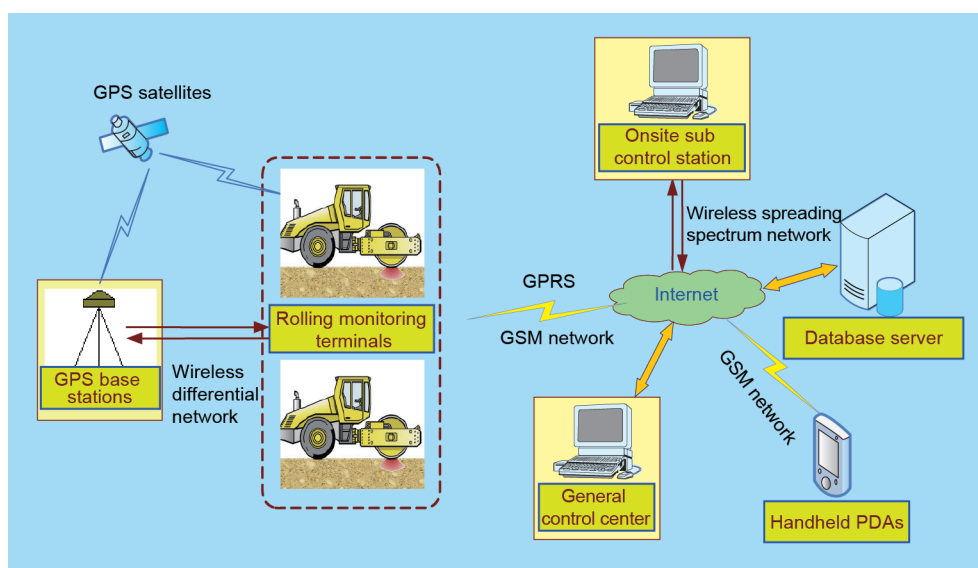 GPS satellites
Onsite sub
control station
Wireless spreading
spectrum network
GPRS
Internet
GSM network
Rolling monitoring
terminals
Database server
GPS base
stations
Wireless
differential
network
GSM network
General
control center
Handheld PDAs